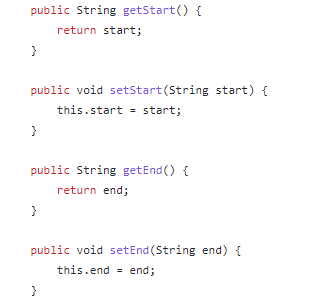 public String getStart() {
    return start;
}

public void setStart(String start) {
    this.start = start;
}

public String getEnd() {
    return end;
}

public void setEnd(String end) {
    this.end = end;
}